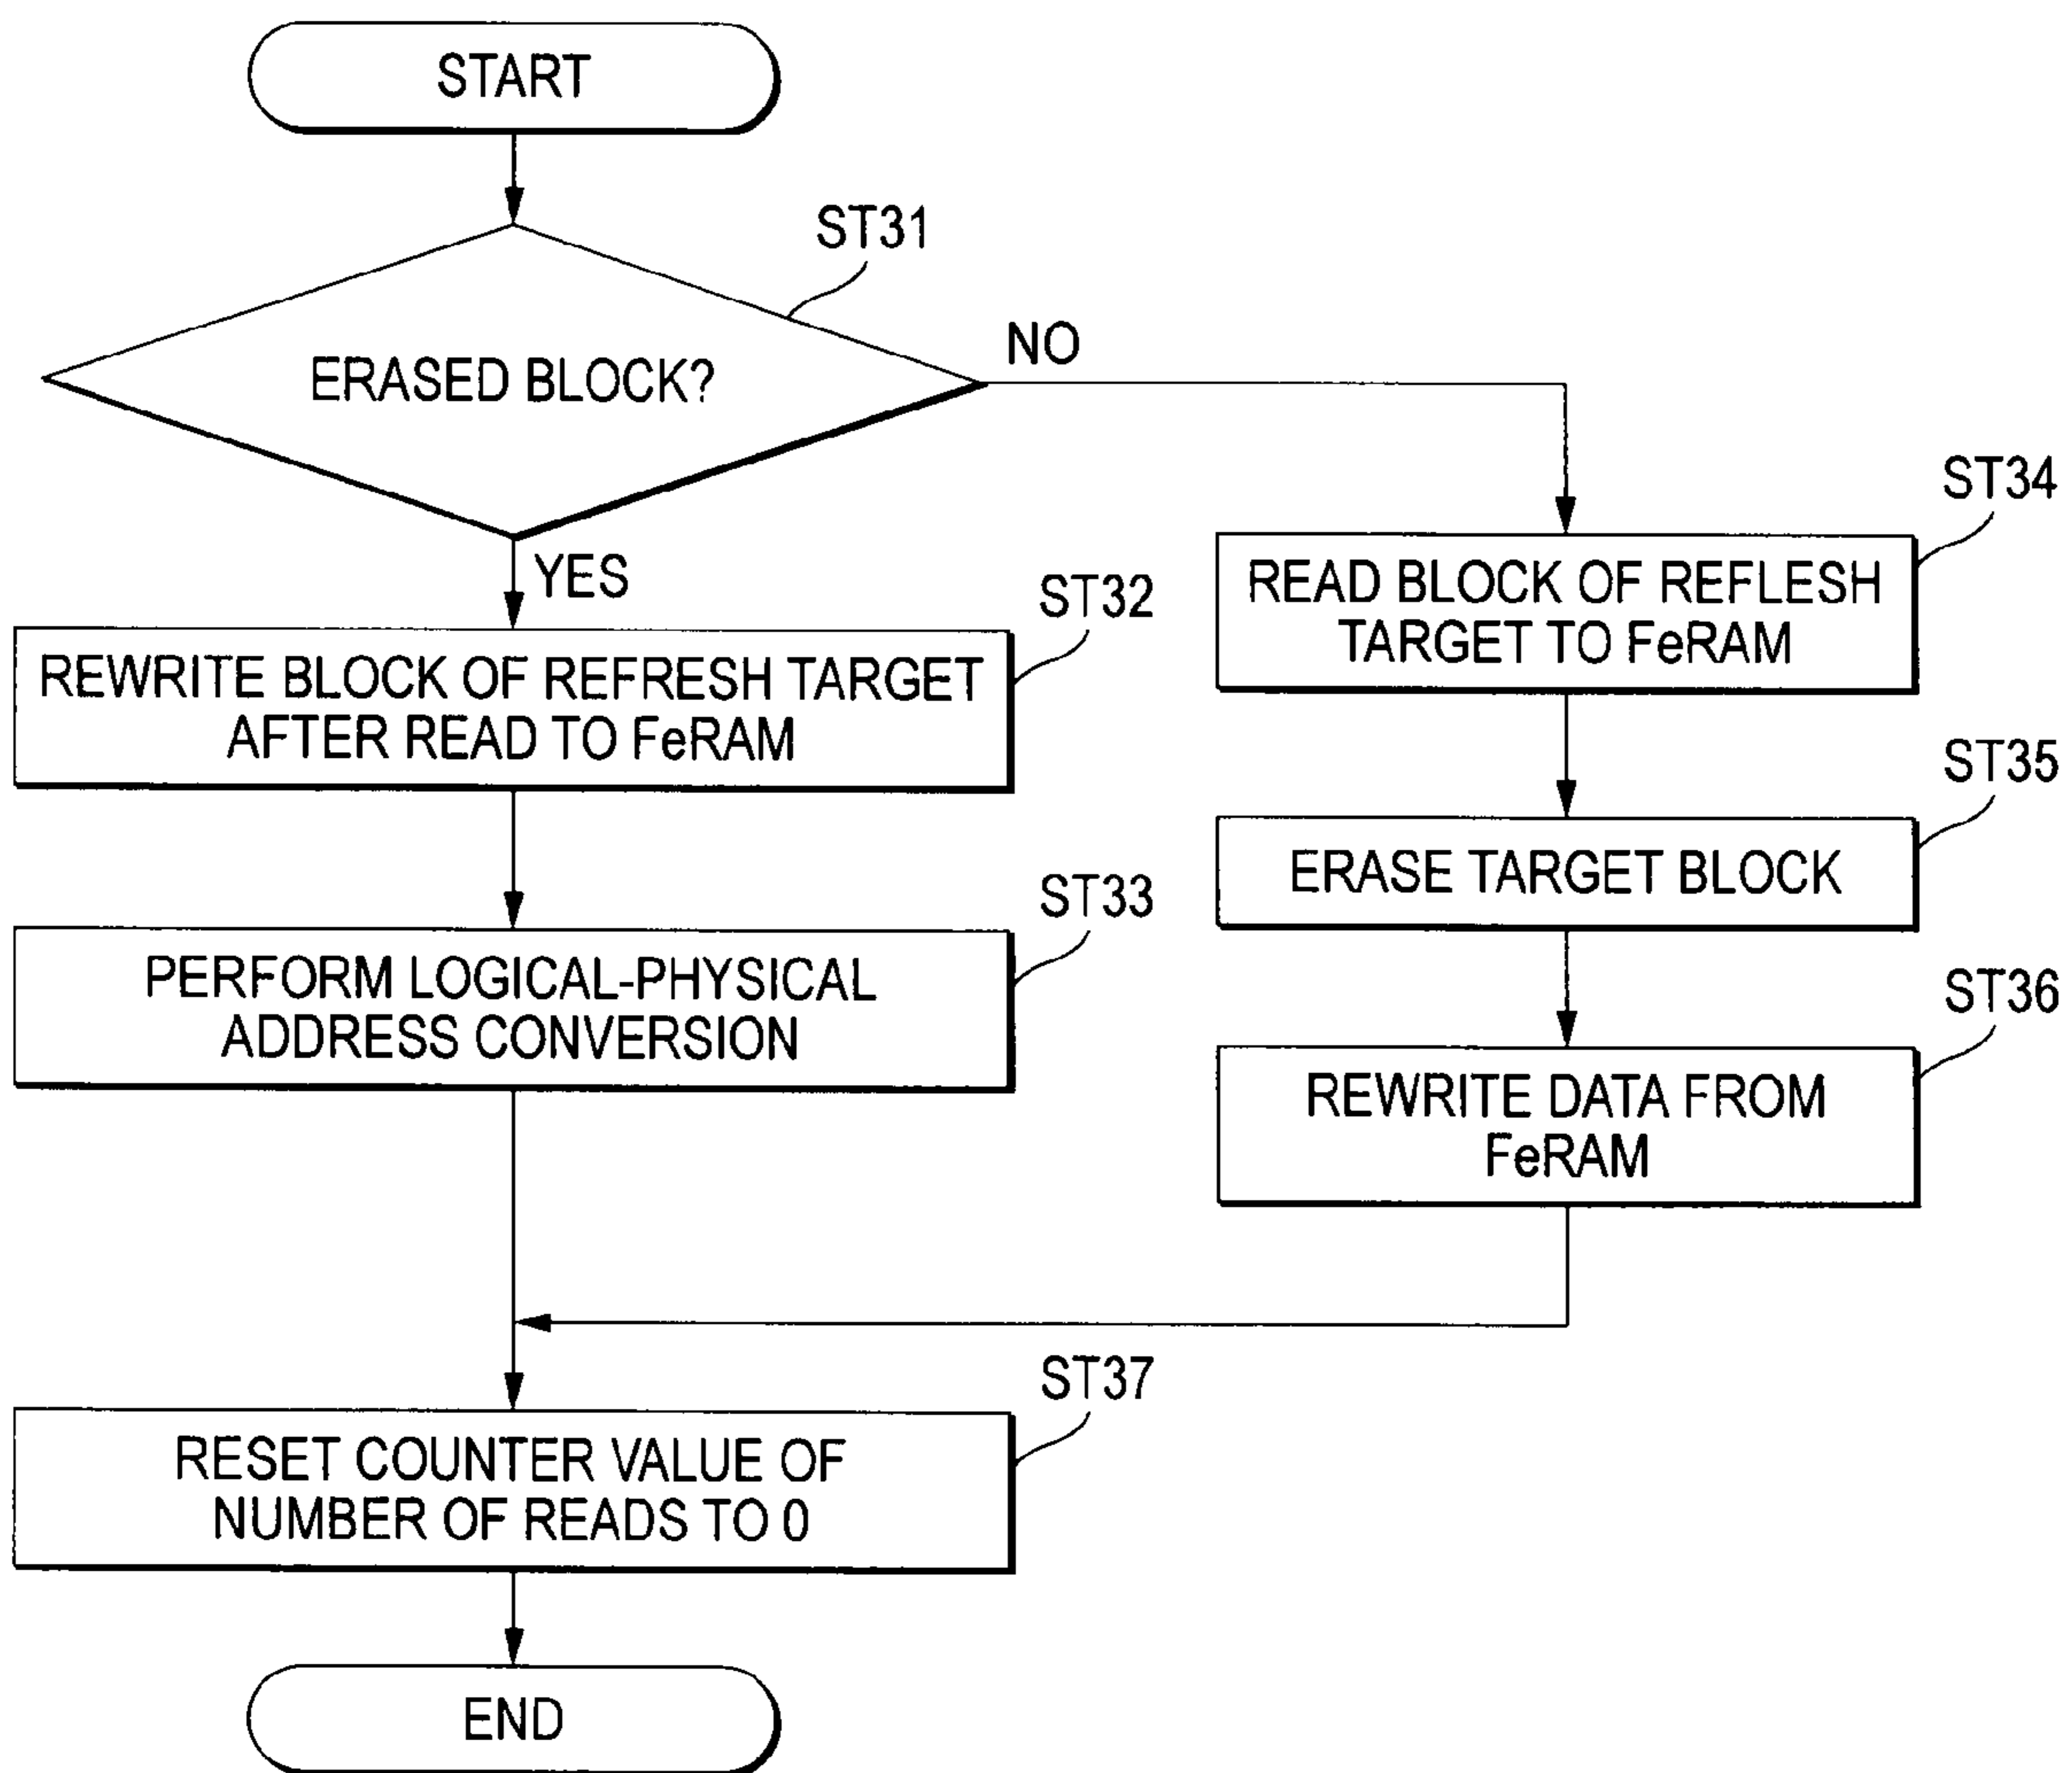 START
ST31
ERASED BLOCK?
NO
YES
ST32
REWRITE BLOCK OF REFRESH TARGET
AFTER READ TO FeRAM
ST33
PERFORM LOGICAL-PHYSICAL
ADDRESS CONVERSION
ST34
READ BLOCK OF REFLESH
TARGET TO FeRAM
ST35
ERASE TARGET BLOCK
ST36
REWRITE DATA FROM
FeRAM
ST37
RESET COUNTER VALUE OF
NUMBER OF READS TO 0
END